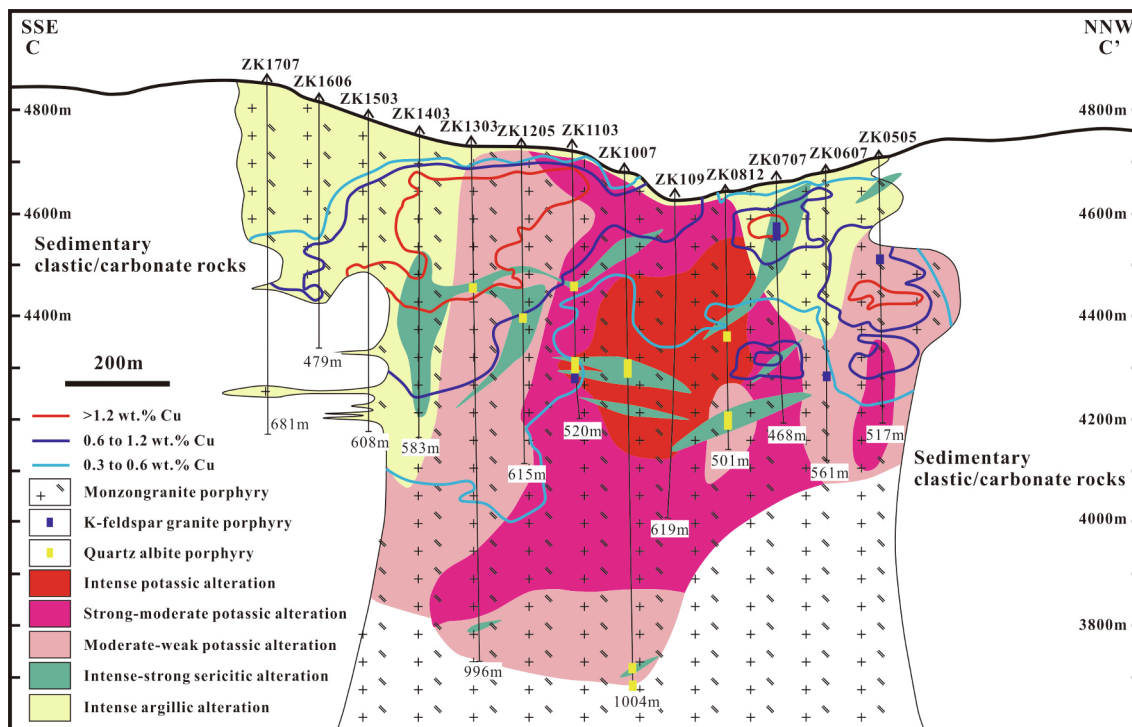 SSE
C
NNW
C’
ZK1707
ZK1606
ZK1503
ZK1403
ZK1303
ZK1205
ZK1103
ZK1007
ZK109
ZK0812
ZK0707
ZK0607
ZK0505
4800m
4600m
4400m
4800m
4600m
4400m
4200m
4000m
3800m
Sedimentary
clastic/carbonate rocks
Sedimentary
clastic/carbonate rocks
479m
681m
608m
583m
996m
615m
520m
1004m
619m
501m
468m
561m
517m
200m
>1.2 wt.% Cu
0.6 to 1.2 wt.% Cu
0.3 to 0.6 wt.% Cu
Monzongranite porphyry
K-feldspar granite porphyry
Quartz albite porphyry
Intense potassic alteration
Strong-moderate potassic alteration
Moderate-weak potassic alteration
Intense-strong sericitic alteration
Intense argillic alteration